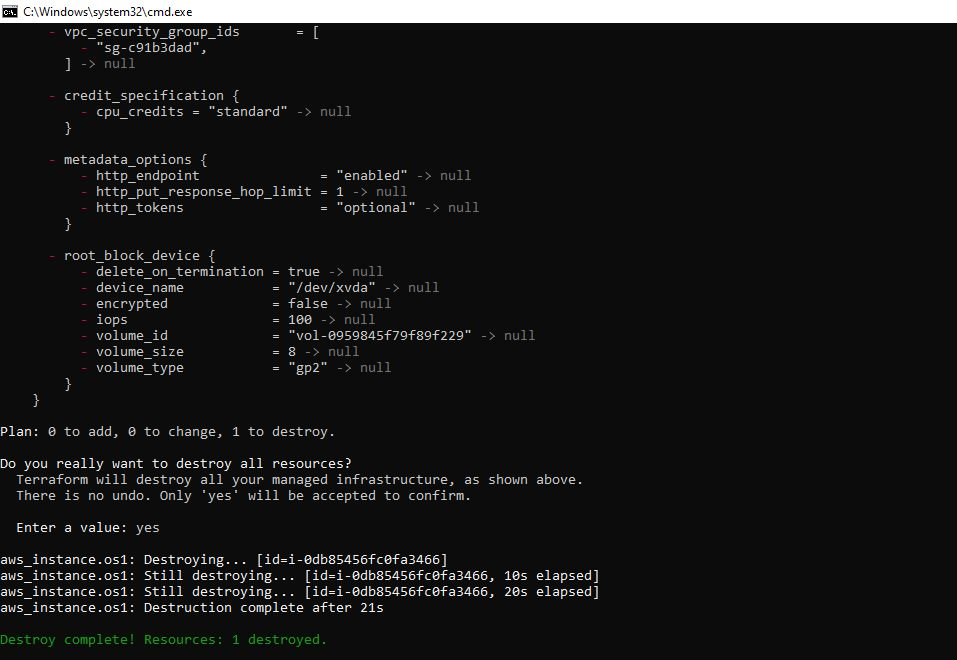 C:\Windows\system32\cmd.exe
- vpc_security_group_ids       = [
- "sg-c91b3dad",
] -> null
- credit_specification {
- cpu_credits = "standard" -> null
}
- metadata_options {
- http_endpoint               = "enabled" -> null
- http_put_response_hop_limit = 1 -> null
- http_tokens                 = "optional" -> null
}
- root_block_device {
- delete_on_termination = true -> null
- device_name           = "/dev/xvda" -> null
- encrypted             = false -> null
- iops                  = 100 -> null
- volume_id             = "vol-0959845f79f89f229" -> null
- volume_size           = 8 -> null
- volume_type           = "gp2" -> null
}
}
Plan: 0 to add, 0 to change, 1 to destroy.
Do you really want to destroy all resources?
Terraform will destroy all your managed infrastructure, as shown above.
There is no undo. Only 'yes' will be accepted to confirm.
Enter a value: yes
aws_instance.os1: Destroying... [id=i-0db85456fc0fa3466]
aws_instance.os1: Still destroying... [id=i-0db85456fc0fa3466, 10s elapsed]
aws_instance.os1: Still destroying... [id=i-0db85456fc0fa3466, 20s elapsed]
aws_instance.os1: Destruction complete after 21s
Destroy complete! Resources: 1 destroyed.